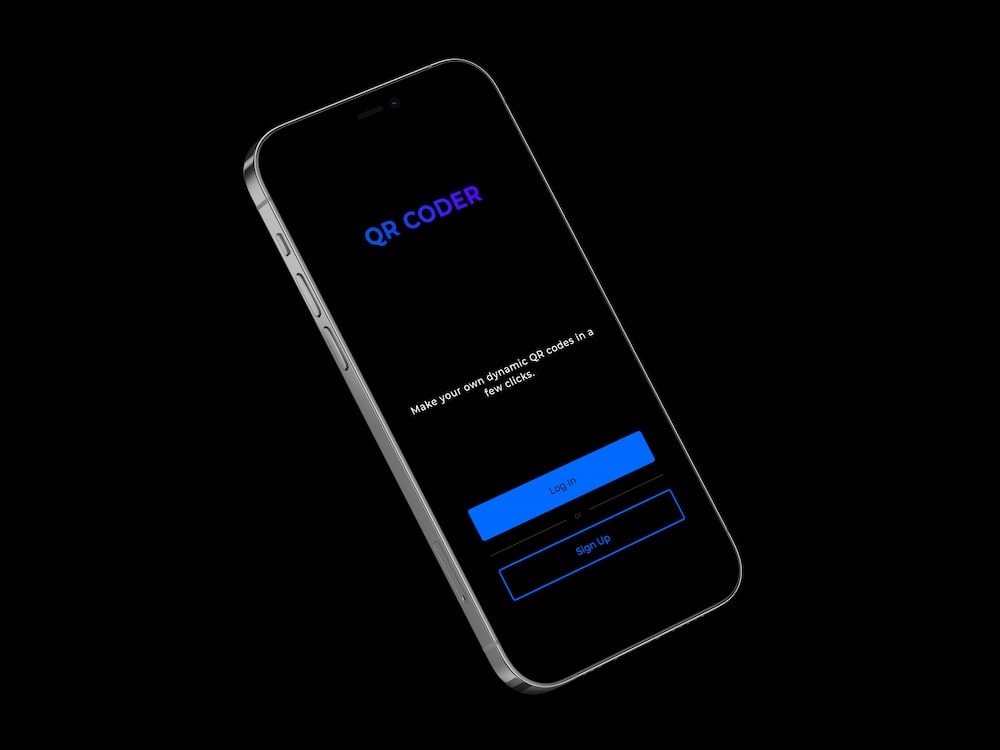 QR CODER
Make your own dynamic QR codes in a
few clicks.
Log In
or
Sign Up